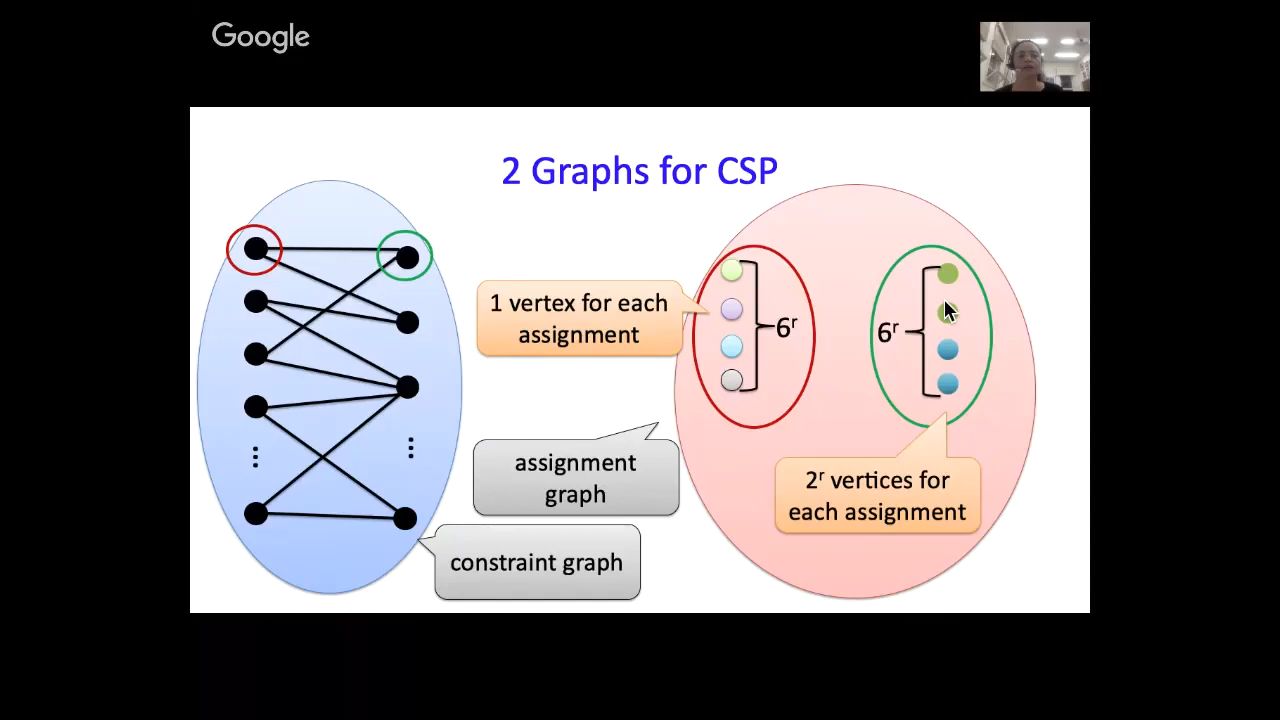 Google
2 Graphs for CSP
1 vertex for each
assignment
6ʳ
6ʳ
assignment
graph
2ʳ vertices for
each assignment
constraint graph